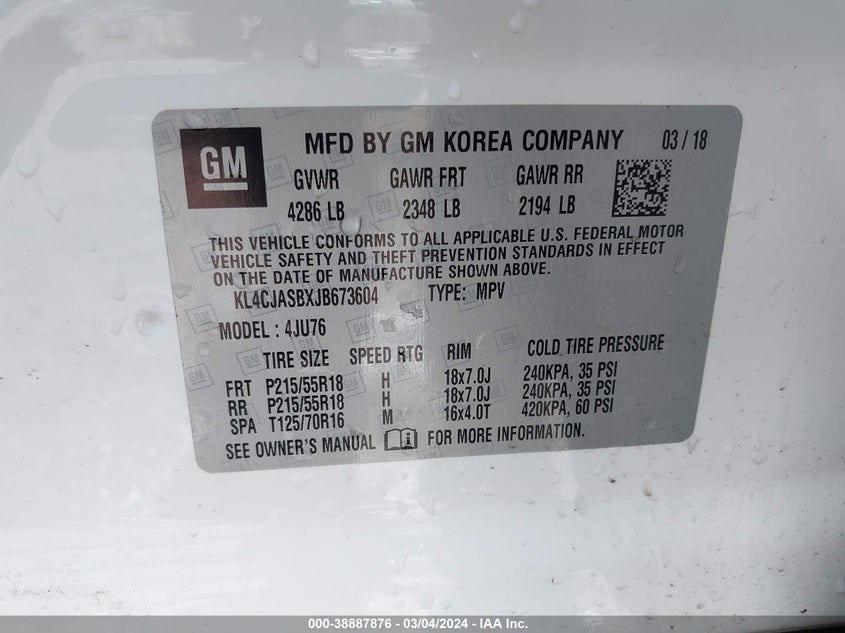 GM
MFD BY GM KOREA COMPANY 03 / 18
GVWR GAWR FRT GAWR RR
4286 LB 2348 LB 2194 LB
THIS VEHICLE CONFORMS TO ALL APPLICABLE U.S. FEDERAL MOTOR
VEHICLE SAFETY AND THEFT PREVENTION STANDARDS IN EFFECT
ON THE DATE OF MANUFACTURE SHOWN ABOVE.
KL4CJASBXJB673604 TYPE: MPV
MODEL : 4JU76
TIRE SIZE SPEED RTG RIM COLD TIRE PRESSURE
FRT P215/55R18 H 18x7.0J 240KPA, 35 PSI
RR P215/55R18 H 18x7.0J 240KPA, 35 PSI
SPA T125/70R16 M 16x4.0T 420KPA, 60 PSI
SEE OWNER'S MANUAL FOR MORE INFORMATION.
000-38887876 - 03/04/2024 - IAA Inc.